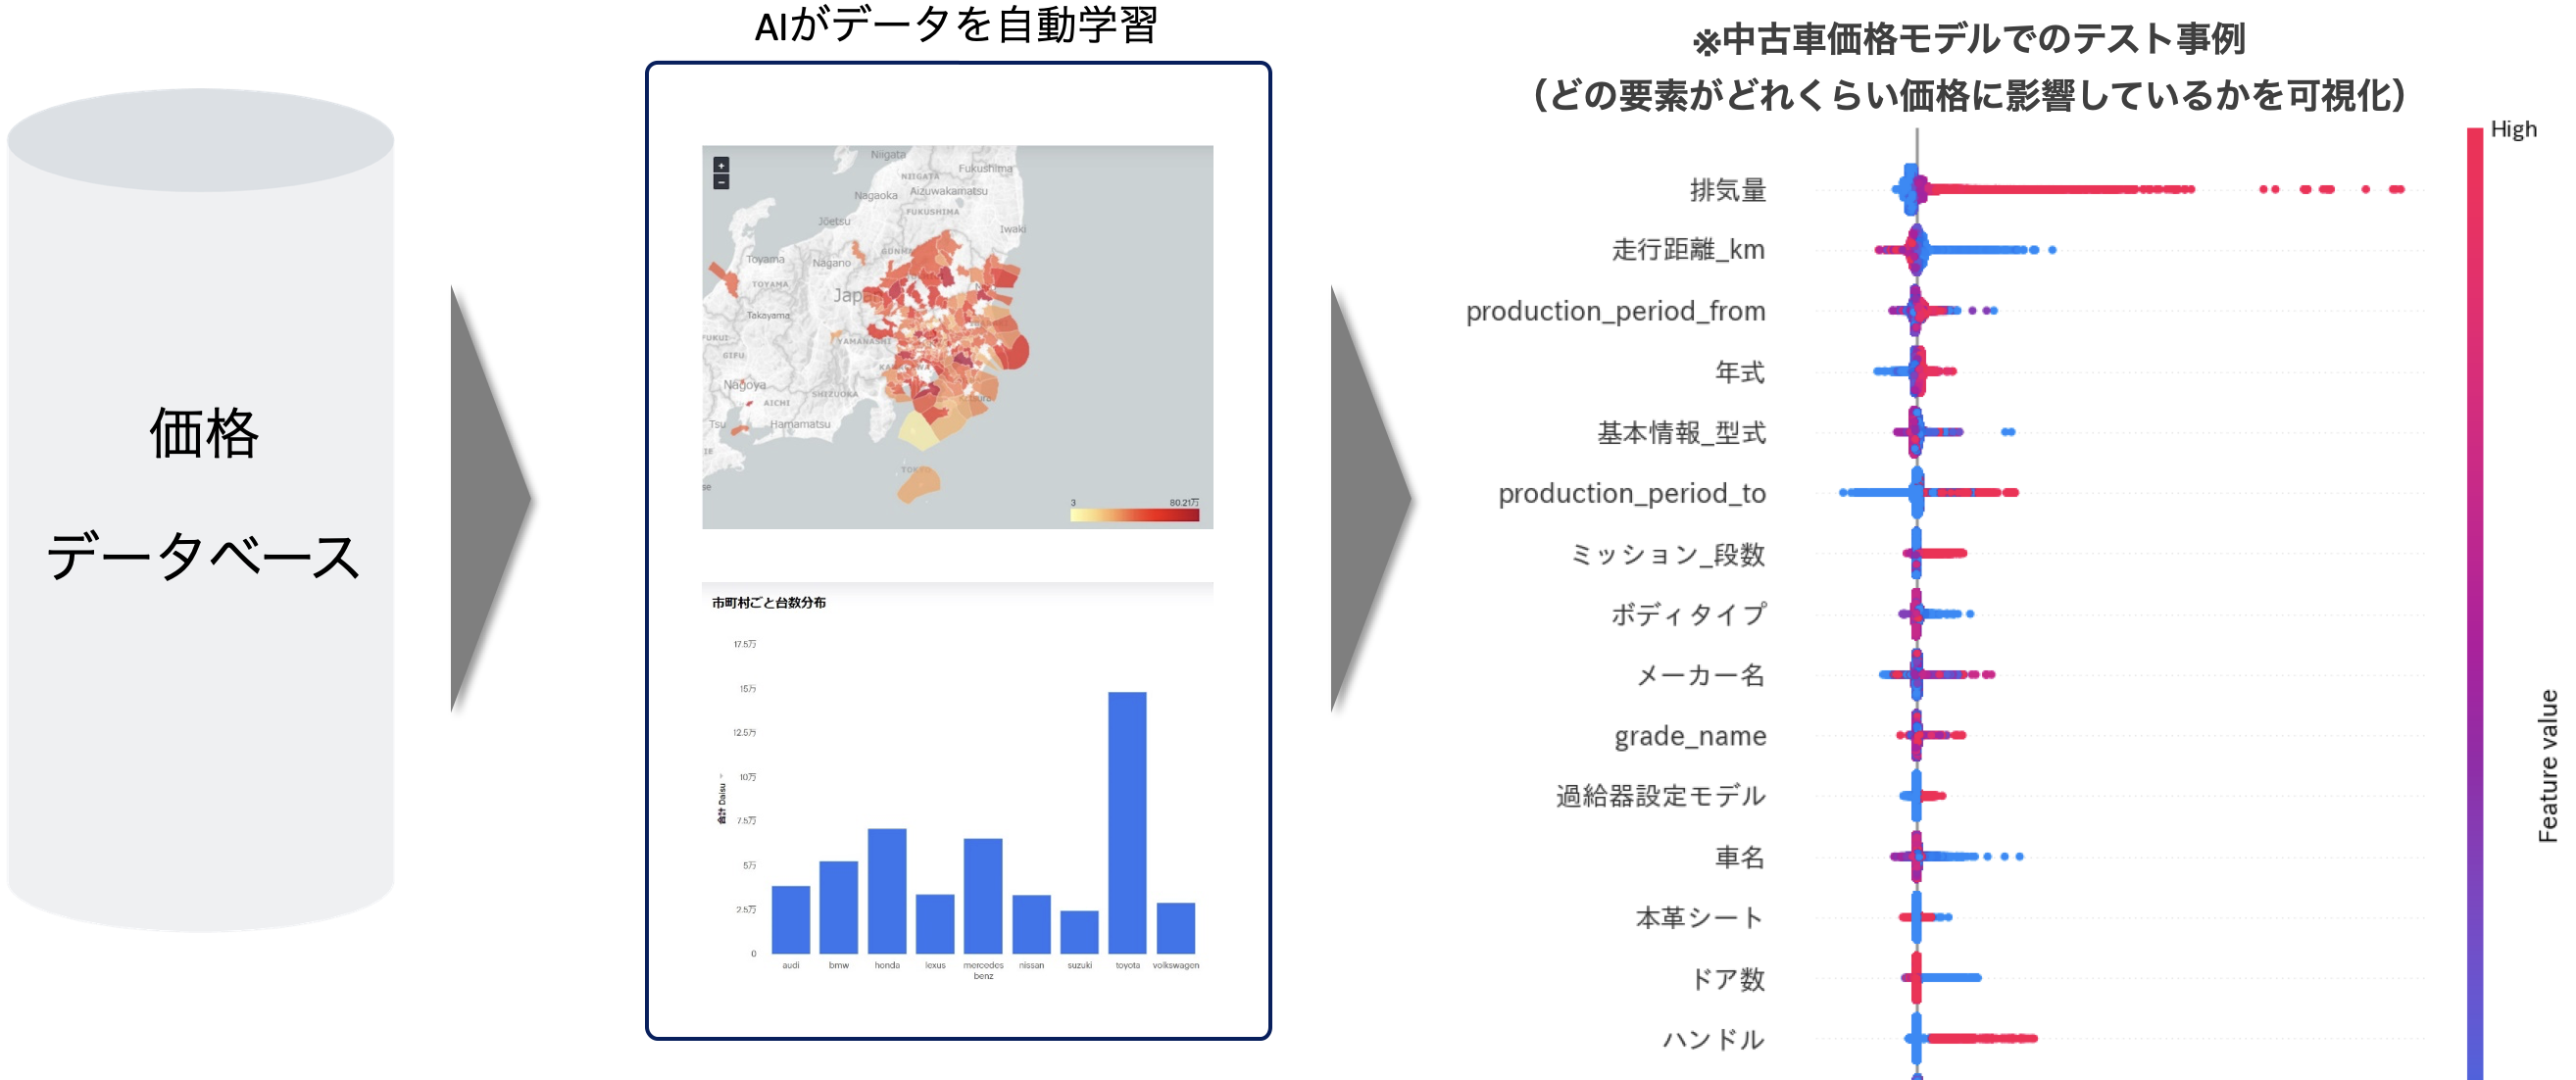 AIがデータを自動学習
※中古車価格モデルでのテスト事例
（どの要素がどれくらい価格に影響しているかを可視化）
価格
データベース
+
−
Niigata
NIIGATA
Fukushima
Nagaoka
Aizuwakamatsu
FUKUSHIMA
Jōetsu
Iwaki
Toyama
Nagano
TOYAMA
Takayama
YAMANASHI
GIFU
Nagoya
AICHI
SHIZUOKA
Tsu
Hamamatsu
3
80.21万
市町村ごと台数分布
17.5万
15万
12.5万
10万
7.5万
5万
2.5万
0
合計 Daisu
audi
bmw
honda
lexus
mercedes
benz
nissan
suzuki
toyota
volkswagen
High
排気量
走行距離_km
production_period_from
年式
基本情報_型式
production_period_to
ミッション_段数
ボディタイプ
メーカー名
grade_name
過給器設定モデル
車名
本革シート
ドア数
ハンドル
Feature value